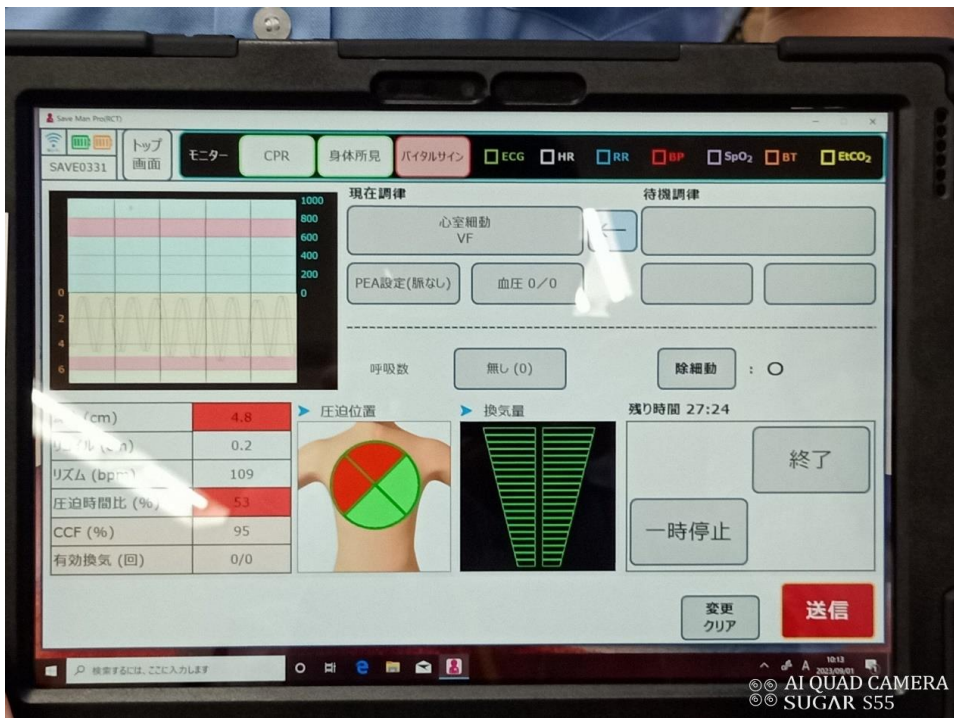 Save Man Pro(RCT)
SAVE0331
トップ
画面
モニター
CPR
身体所見
バイタルサイン
ECG
HR
RR
BP
SpO₂
BT
EtCO₂
現在調律
待機調律
1000
800
600
400
200
0
0
2
4
6
心室細動
VF
←
PEA設定(脈なし)
血圧 0/0
呼吸数
無し (0)
除細動
: O
(cm) 4.8
0.2
リズム (bpm) 109
圧迫時間比 (%) 53
CCF (%) 95
有効換気 (回) 0/0
圧迫位置
換気量
残り時間 27:24
終了
一時停止
変更
クリア
送信
検索するには、ここに入力します
A
10:13
2023/09/01
AI QUAD CAMERA
SUGAR S55